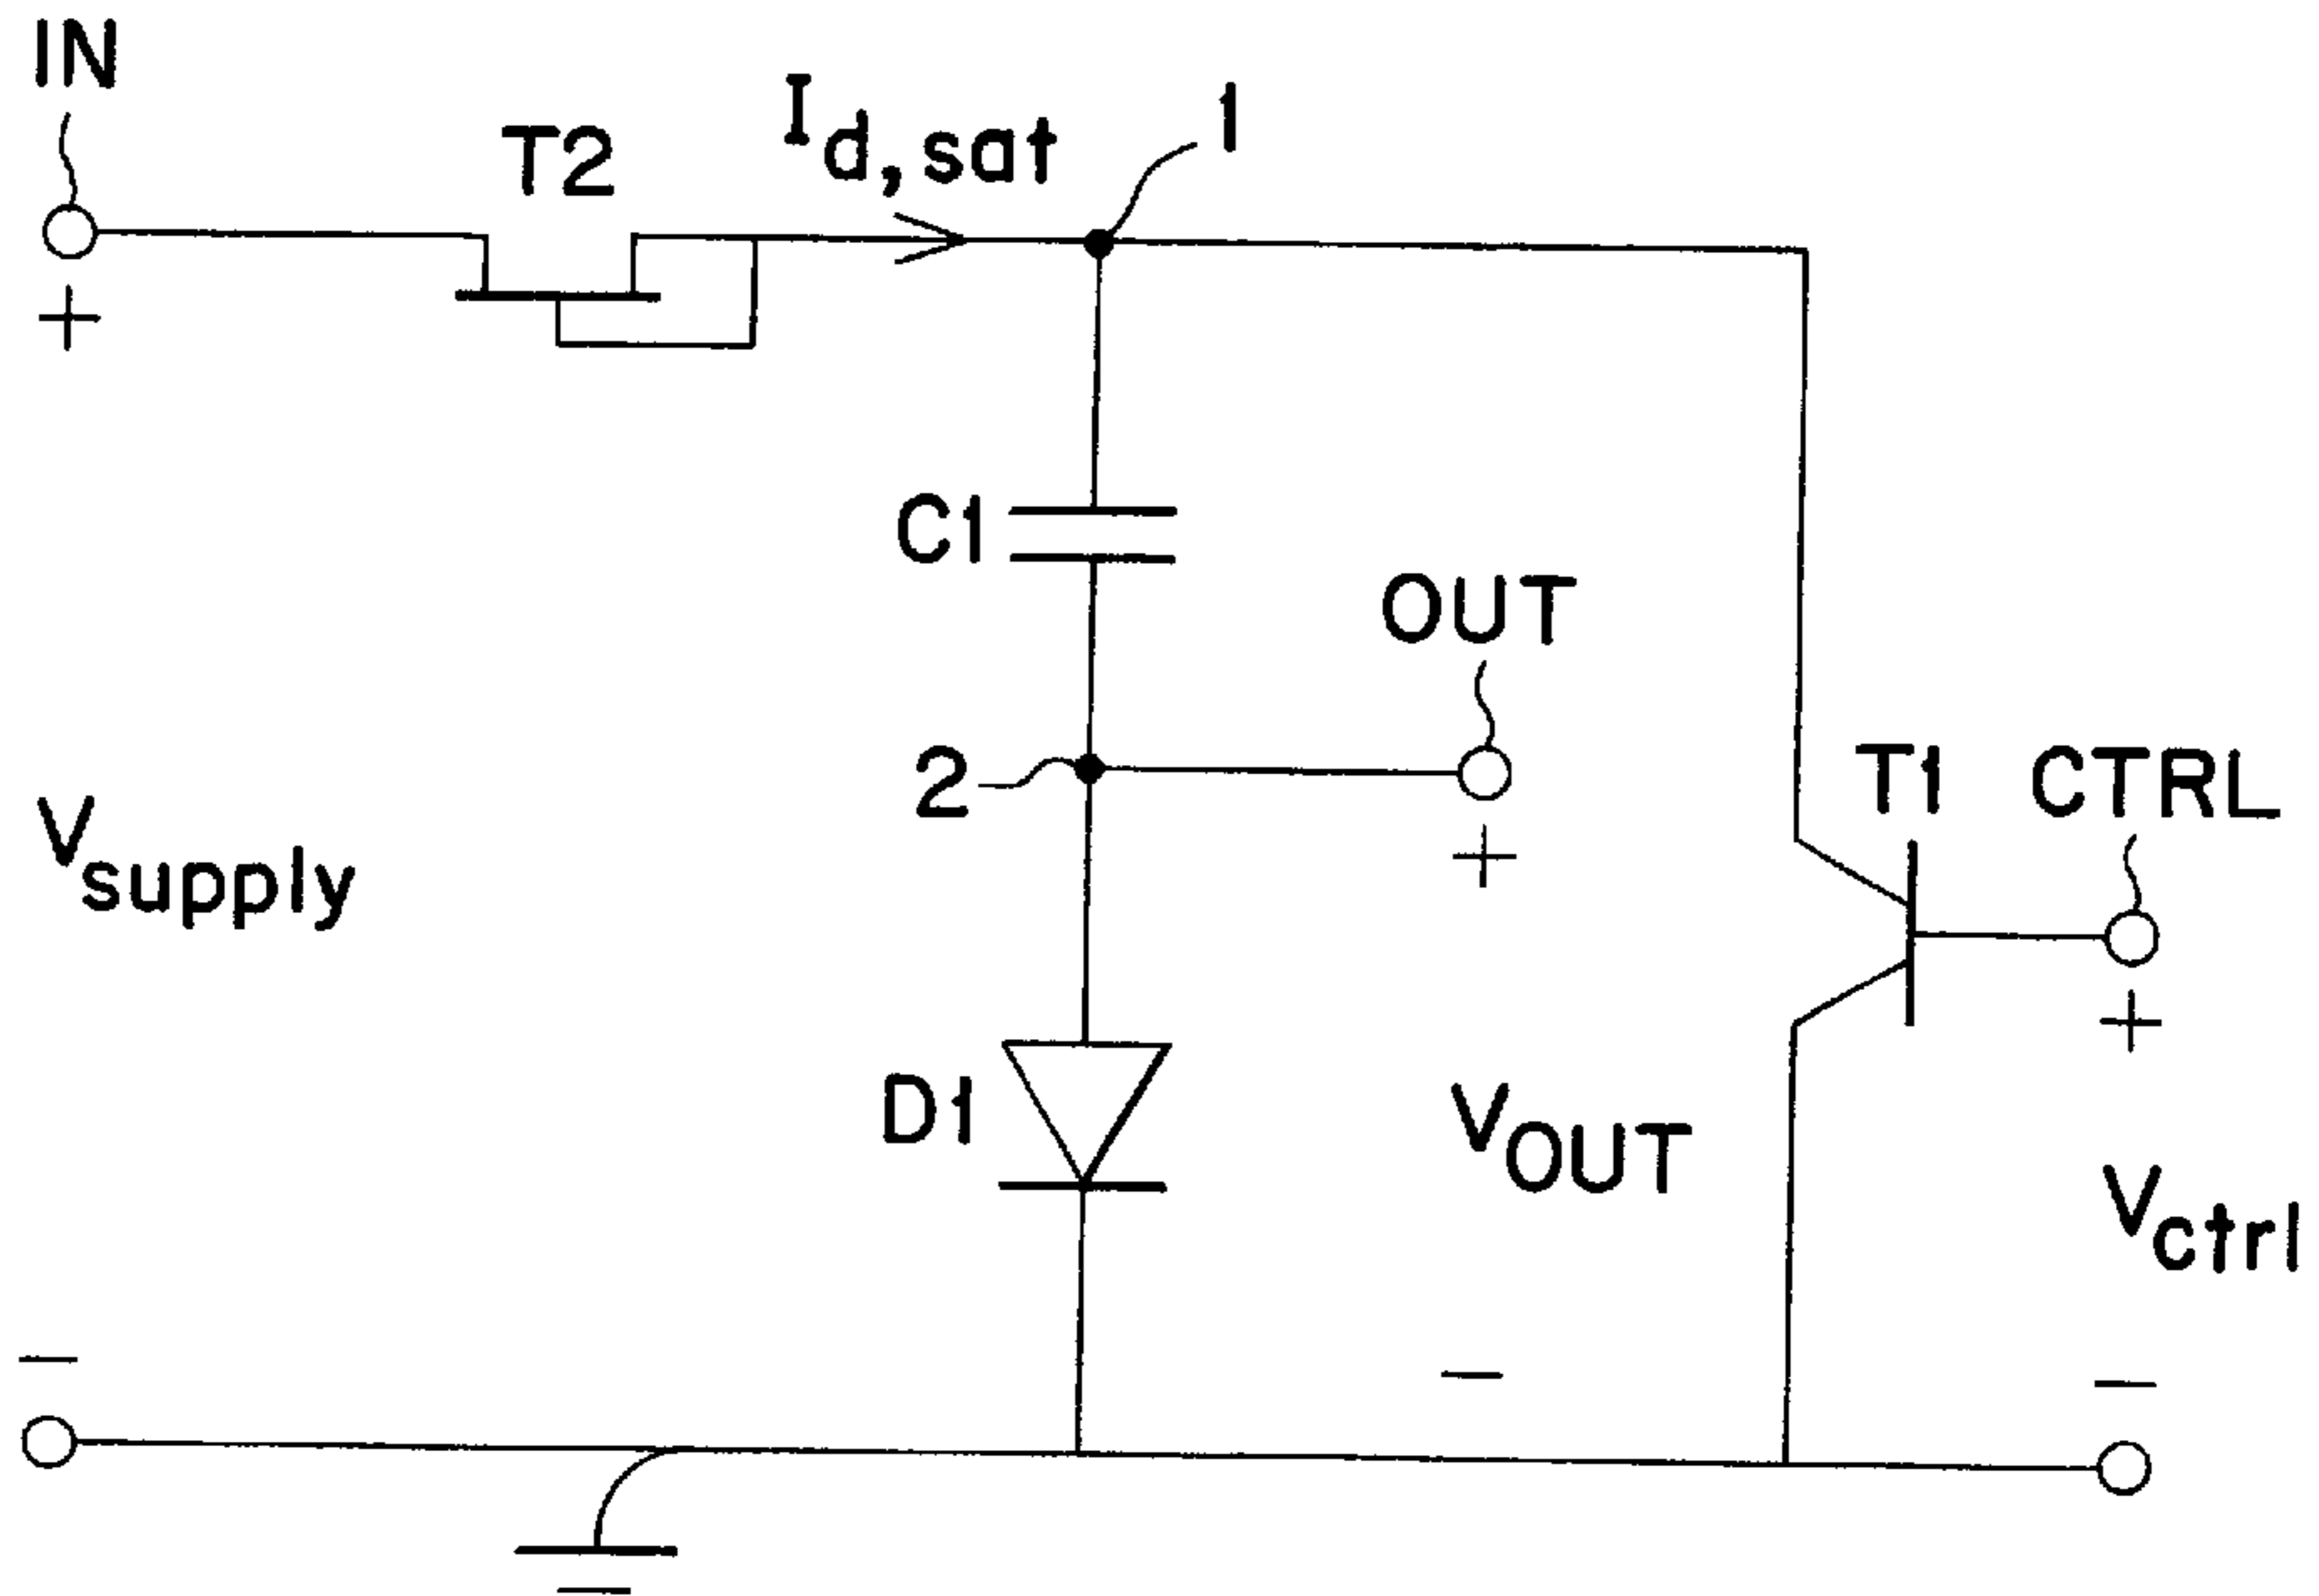 IN
T2
Id,sat
1
+
C1
OUT
2
T1
CTRL
Vsupply
+
+
D1
VOUT
Vctrl
−
−
−